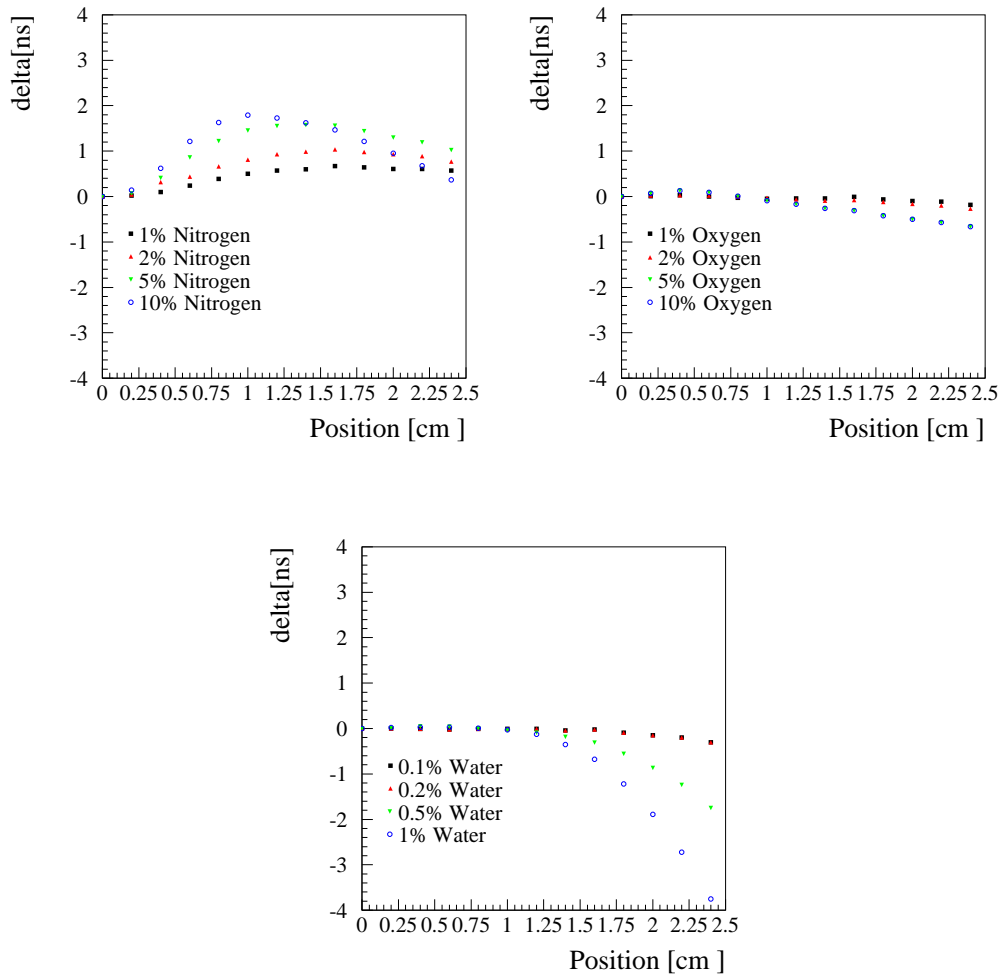 delta[ns]
4
3
2
1
0
-1
-2
-3
-4
1% Nitrogen
2% Nitrogen
5% Nitrogen
10% Nitrogen
0 0.25 0.5 0.75 1 1.25 1.5 1.75 2 2.25 2.5
Position [cm ]
delta[ns]
4
3
2
1
0
-1
-2
-3
-4
1% Oxygen
2% Oxygen
5% Oxygen
10% Oxygen
0 0.25 0.5 0.75 1 1.25 1.5 1.75 2 2.25 2.5
Position [cm ]
delta[ns]
4
3
2
1
0
-1
-2
-3
-4
0.1% Water
0.2% Water
0.5% Water
1% Water
0 0.25 0.5 0.75 1 1.25 1.5 1.75 2 2.25 2.5
Position [cm ]